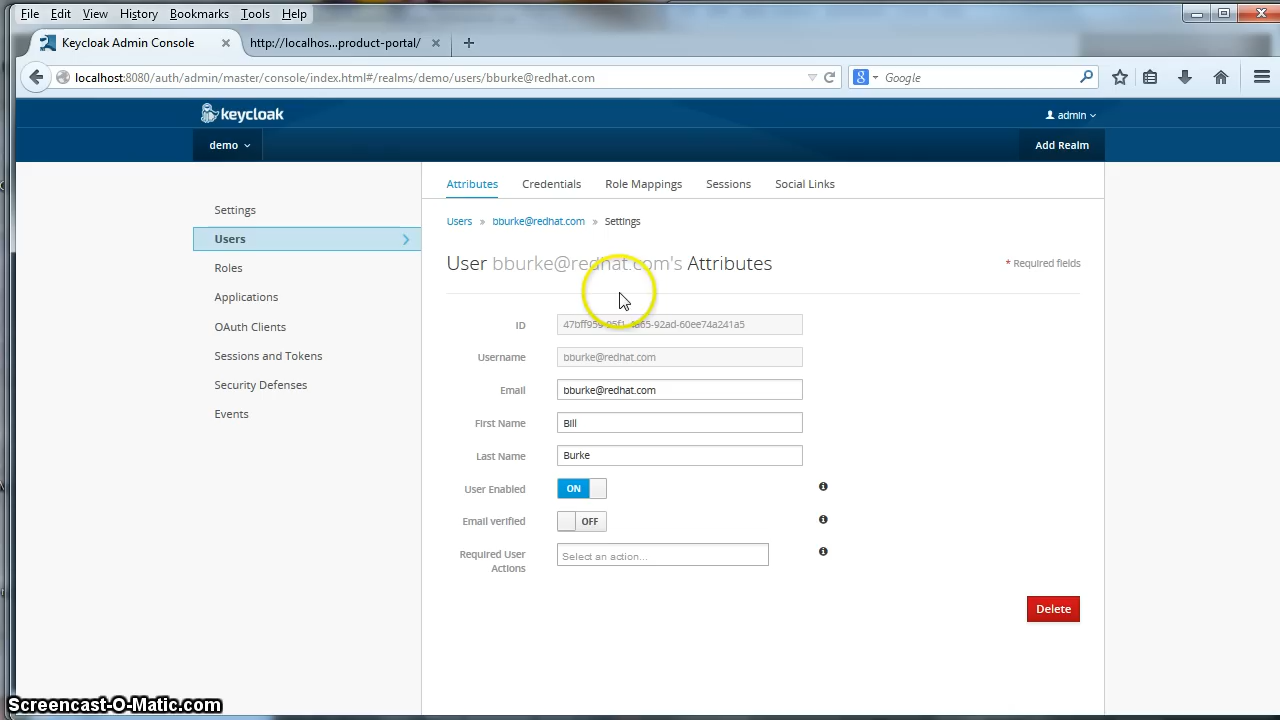 File Edit View History Bookmarks Tools Help
Keycloak Admin Console × http://localhos...product-portal/ × +
localhost:8080/auth/admin/master/console/index.html#/realms/demo/users/bburke@redhat.com Google
keycloak admin
demo Add Realm
Attributes Credentials Role Mappings Sessions Social Links
Settings
Users
Roles
Applications
OAuth Clients
Sessions and Tokens
Security Defenses
Events
Users » bburke@redhat.com » Settings
User bburke@redhat.com's Attributes * Required fields
ID
Username bburke@redhat.com
Email bburke@redhat.com
First Name Bill
Last Name Burke
User Enabled ON
Email verified OFF
Required User Select an action...
Actions
Delete
Screencast-O-Matic.com